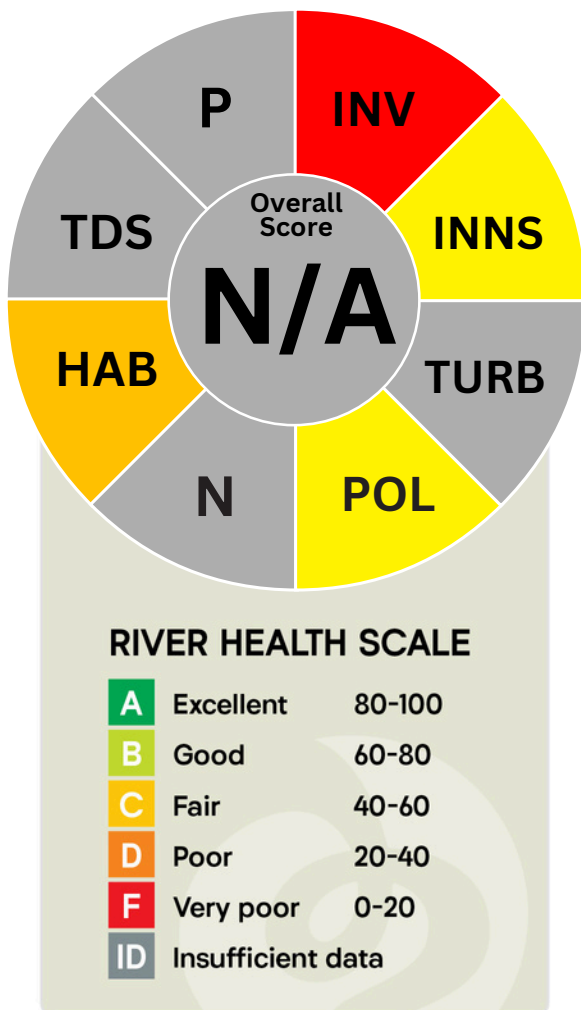 P
INV
TDS
Overall
Score
INNS
N/A
HAB
TURB
N
POL
RIVER HEALTH SCALE
A Excellent 80-100
B Good 60-80
C Fair 40-60
D Poor 20-40
F Very poor 0-20
ID Insufficient data